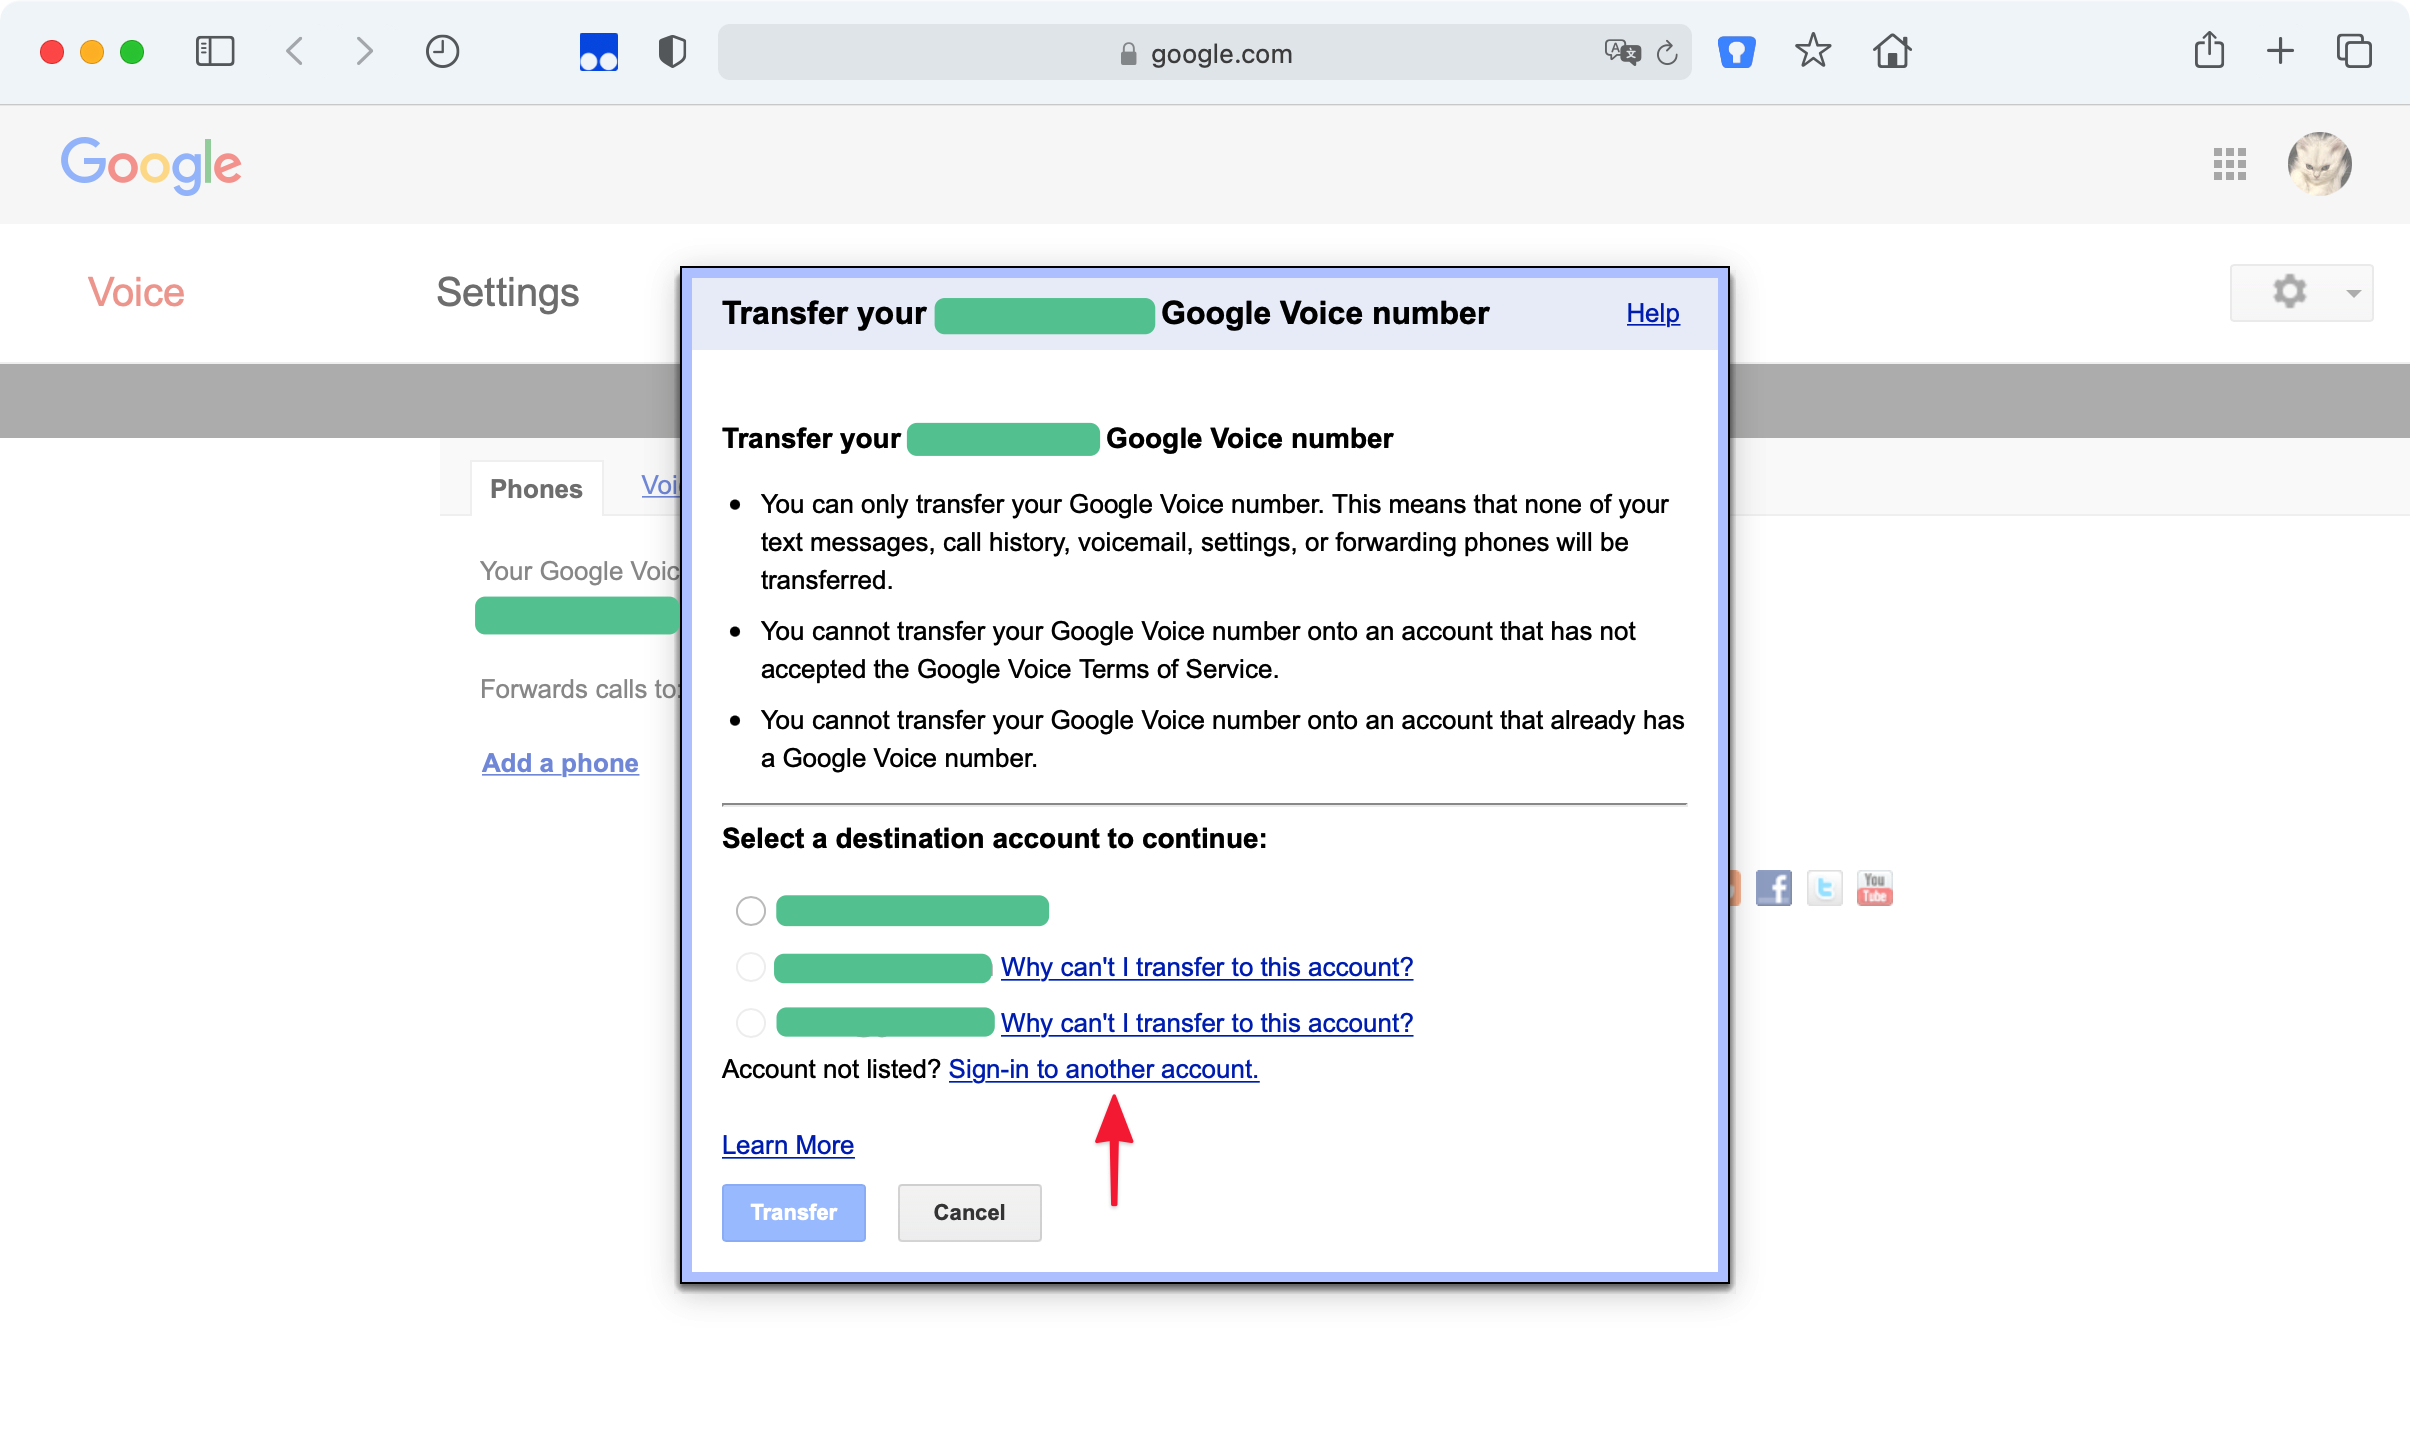 google.com
Google
Voice
Settings
Transfer your Google Voice number
Help
Transfer your Google Voice number
Phones
Voi
You can only transfer your Google Voice number. This means that none of your
text messages, call history, voicemail, settings, or forwarding phones will be
transferred.
Your Google Voic
You cannot transfer your Google Voice number onto an account that has not
accepted the Google Voice Terms of Service.
Forwards calls to:
You cannot transfer your Google Voice number onto an account that already has
a Google Voice number.
Add a phone
Select a destination account to continue:
You
Tube
Why can't I transfer to this account?
Why can't I transfer to this account?
Account not listed? Sign-in to another account.
Learn More
Transfer
Cancel